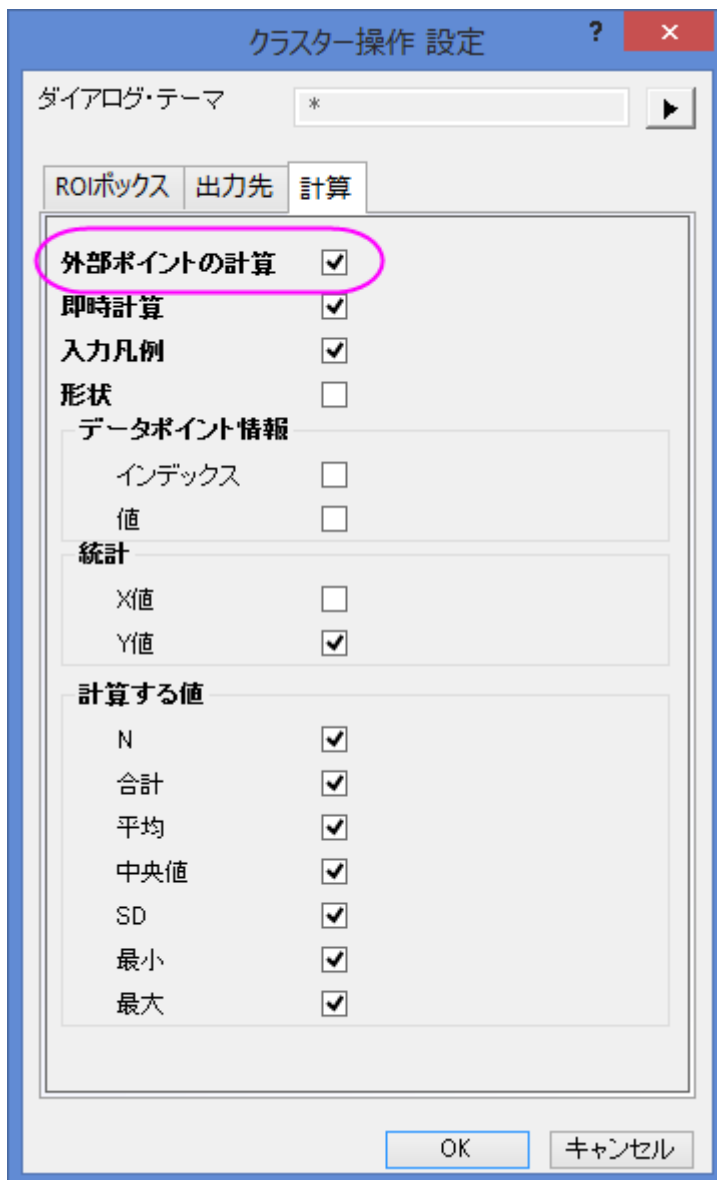 クラスター操作 設定 ? ×
ダイアログ・テーマ *
ROIボックス 出力先 計算
外部ポイントの計算
即時計算
入力凡例
形状
データポイント情報
インデックス
値
統計
X値
Y値
計算する値
N
合計
平均
中央値
SD
最小
最大
OK キャンセル